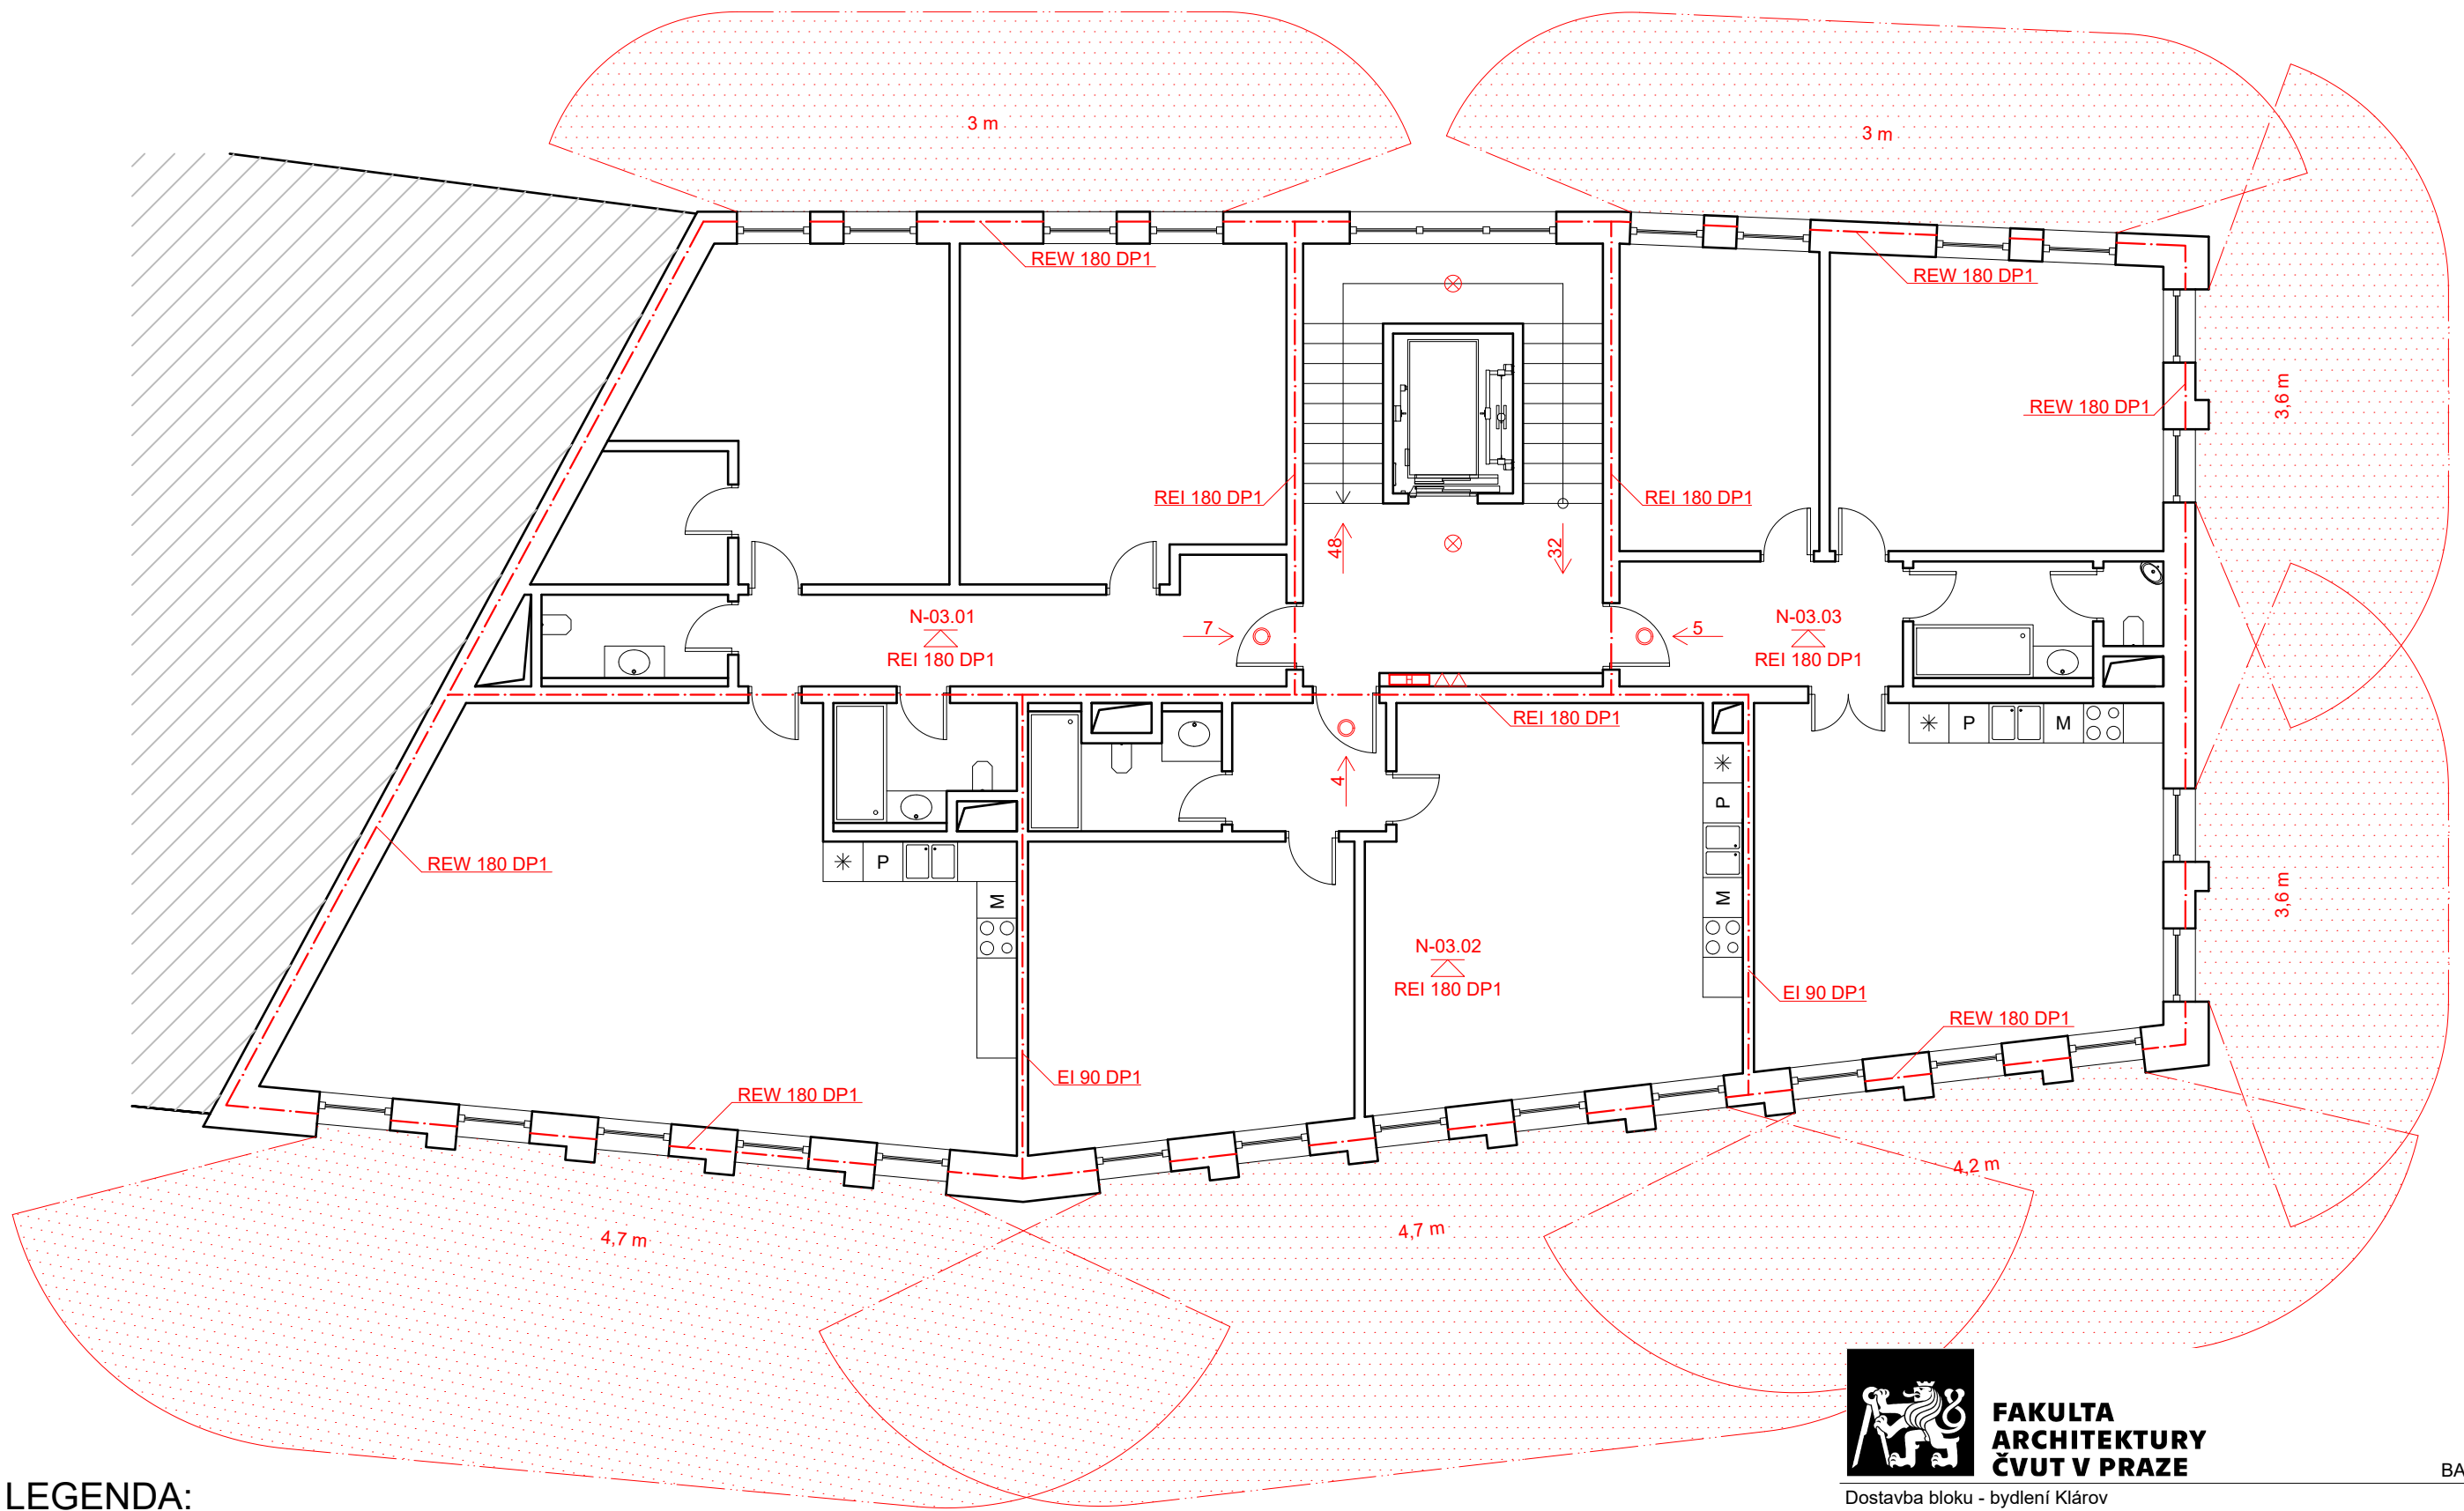 3 m
3 m
REW 180 DP1
REW 180 DP1
3,6 m
REW 180 DP1
REI 180 DP1
REI 180 DP1
48
32
N-03.01
REI 180 DP1
7
5
N-03.03
REI 180 DP1
H
REI 180 DP1
P
M
4
P
REW 180 DP1
P
M
M
3,6 m
N-03.02
REI 180 DP1
EI 90 DP1
REW 180 DP1
EI 90 DP1
REW 180 DP1
4,2 m
4,7 m
4,7 m
FAKULTA
ARCHITEKTURY
ČVUT V PRAZE
BA
LEGENDA:
Dostavba bloku - bydlení Klárov